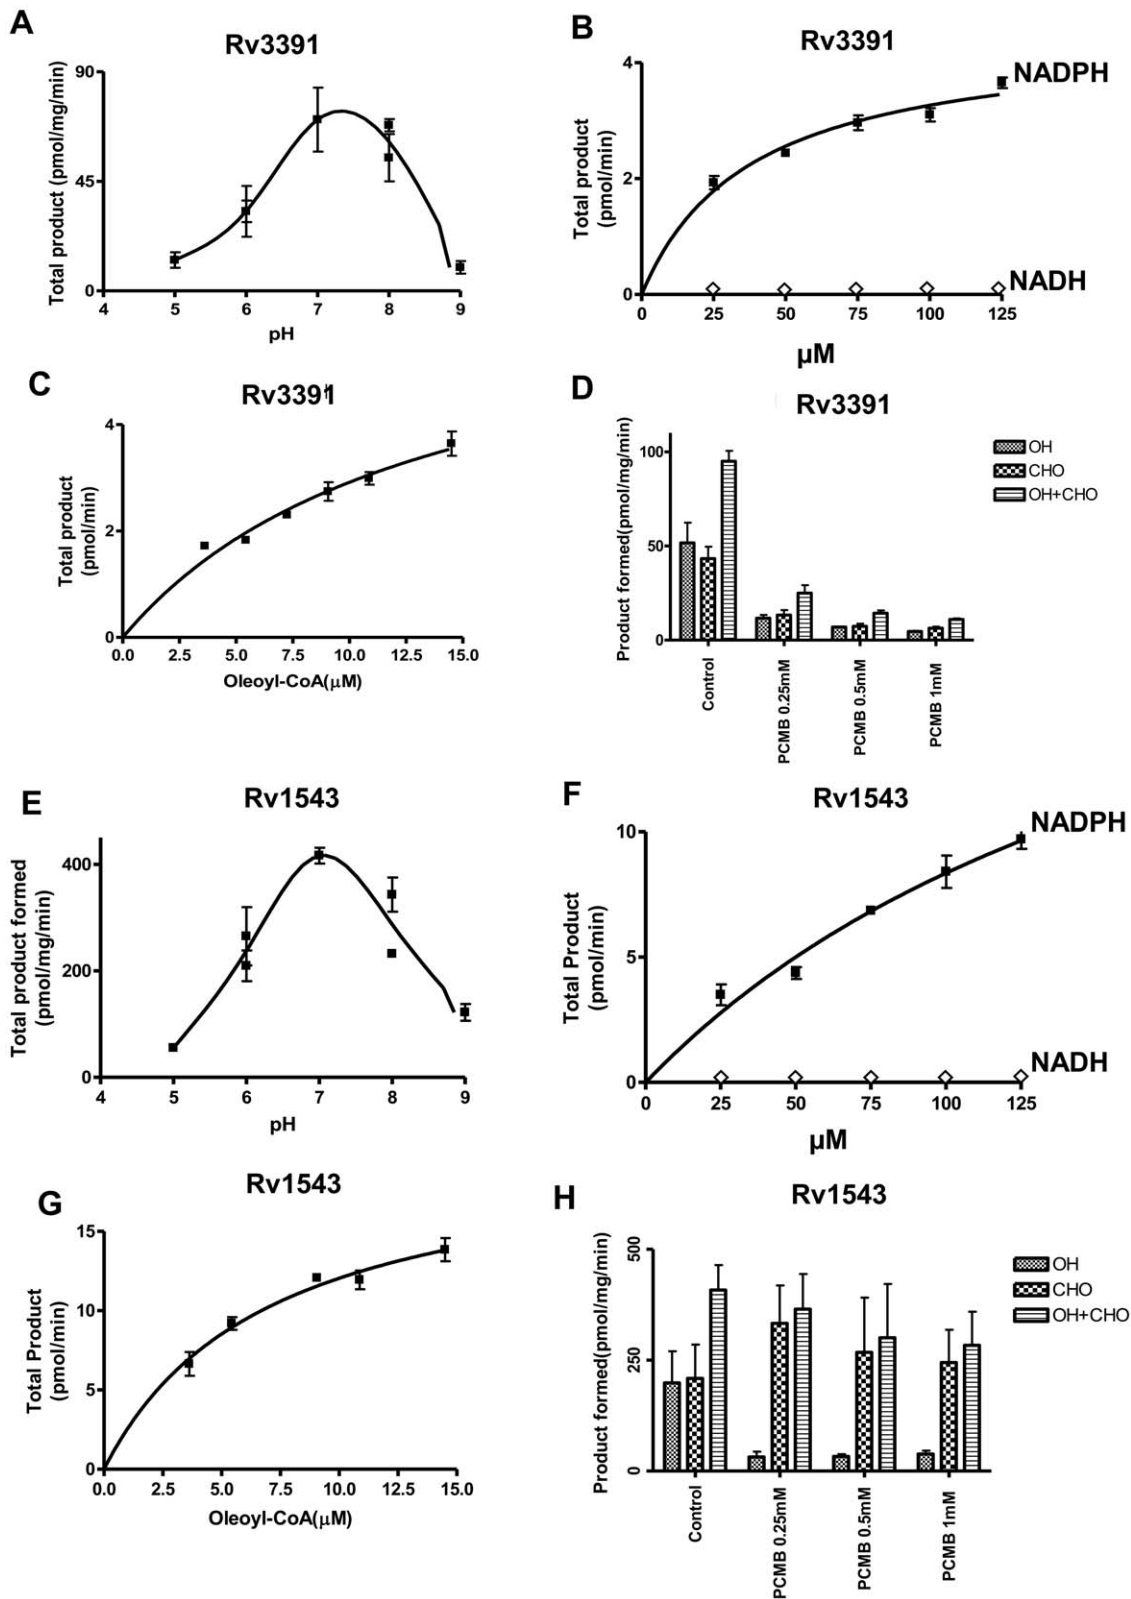 A
Rv3391
Total product (pmol/mg/min)
90
45
0
4 5 6 7 8 9
pH
B
Rv3391
Total product
(pmol/min)
4
2
0
NADPH
NADH
0 25 50 75 100 125
µM
C
Rv3391
Total product
(pmol/min)
4
2
0
0.0 2.5 5.0 7.5 10.0 12.5 15.0
Oleoyl-CoA(µM)
D
Rv3391
Product formed(pmol/mg/min)
100
50
0
OH
CHO
OH+CHO
Control
PCMB 0.25mM
PCMB 0.5mM
PCMB 1mM
E
Rv1543
Total product formed
(pmol/mg/min)
400
200
0
4 5 6 7 8 9
pH
F
Rv1543
Total Product
(pmol/min)
10
5
0
NADPH
NADH
0 25 50 75 100 125
µM
G
Rv1543
Total Product
(pmol/min)
15
10
5
0
0.0 2.5 5.0 7.5 10.0 12.5 15.0
Oleoyl-CoA(µM)
H
Rv1543
Product formed(pmol/mg/min)
500
250
0
OH
CHO
OH+CHO
Control
PCMB 0.25mM
PCMB 0.5mM
PCMB 1mM